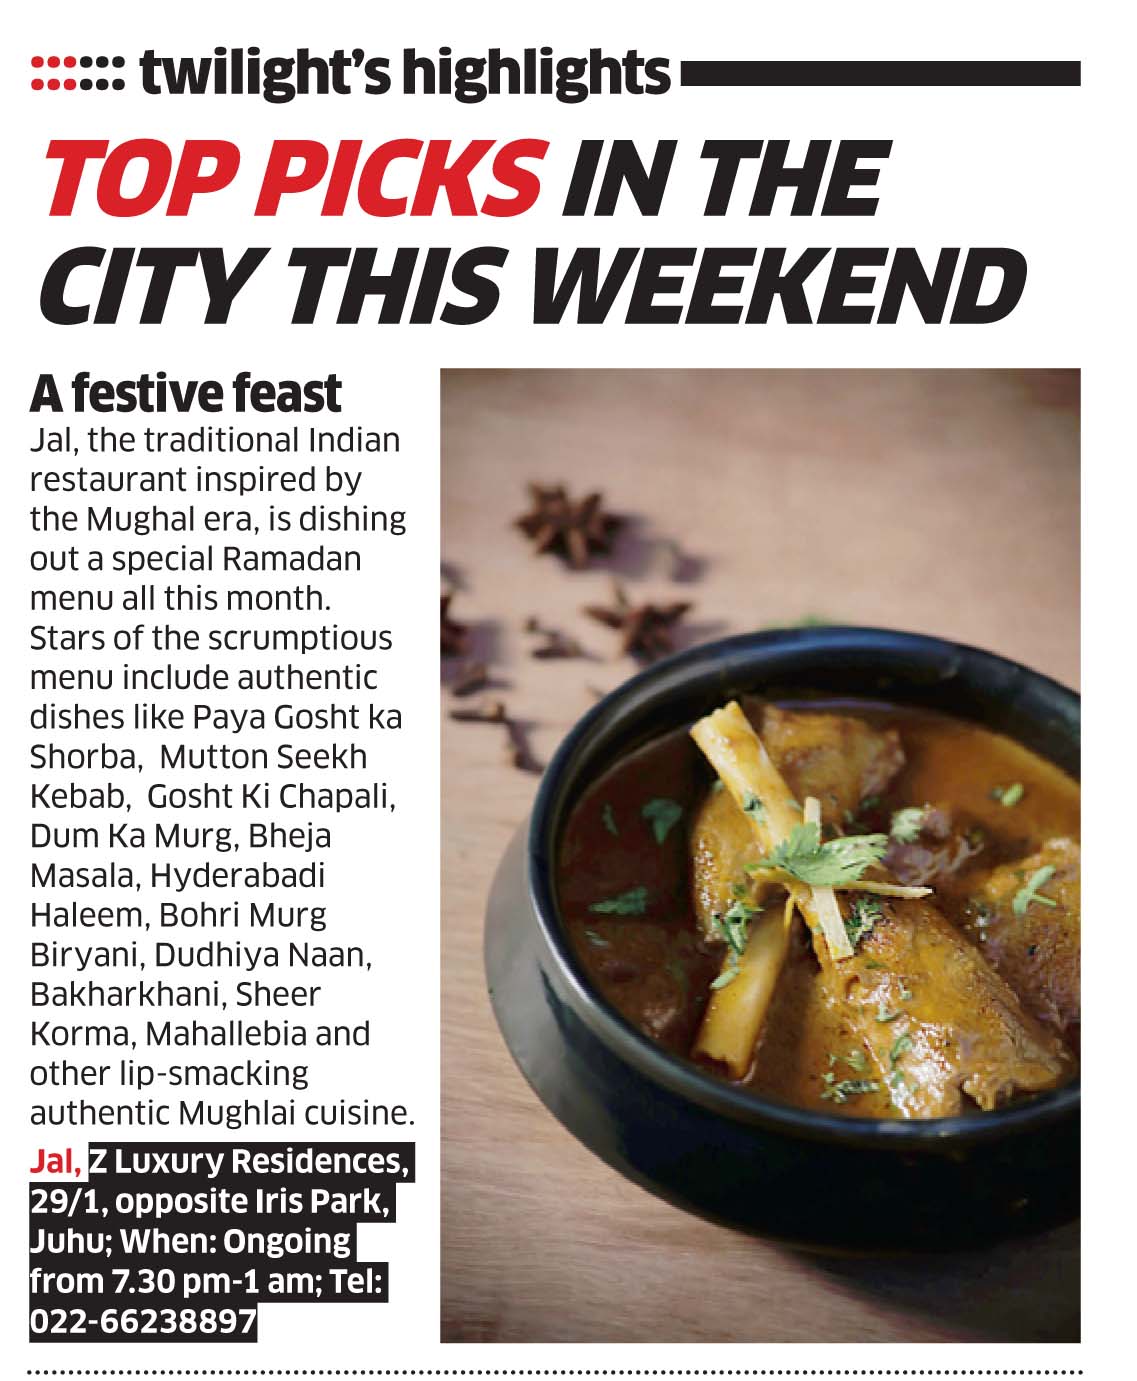 twilight's highlights
TOP PICKS IN THE
CITY THIS WEEKEND
A festive feast
Jal, the traditional Indian
restaurant inspired by
the Mughal era, is dishing
out a special Ramadan
menu all this month.
Stars of the scrumptious
menu include authentic
dishes like Paya Gosht ka
Shorba,  Mutton Seekh
Kebab,  Gosht Ki Chapali,
Dum Ka Murg, Bheja
Masala, Hyderabadi
Haleem, Bohri Murg
Biryani, Dudhiya Naan,
Bakharkhani, Sheer
Korma, Mahallebia and
other lip-smacking
authentic Mughlai cuisine.
Jal, Z Luxury Residences,
29/1, opposite Iris Park,
Juhu; When: Ongoing
from 7.30 pm-1 am; Tel:
022-66238897